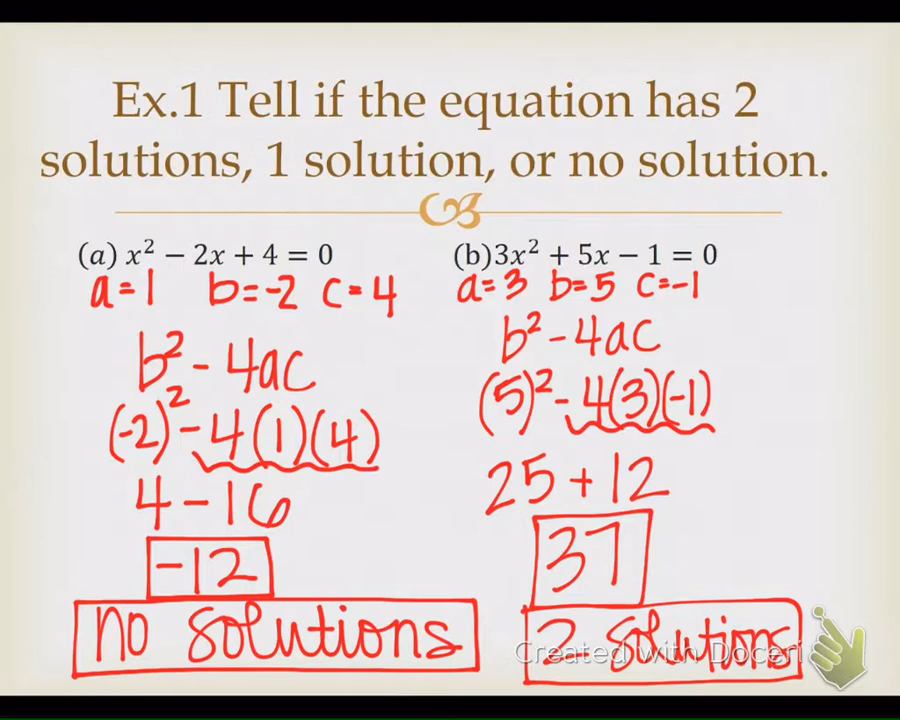 Ex.1 Tell if the equation has 2
solutions, 1 solution, or no solution.
(a) x² − 2x + 4 = 0
a = 1 b = -2 c = 4
b² - 4ac
(-2)² - 4(1)(4)
4 - 16
-12
no solutions
(b)3x² + 5x − 1 = 0
a = 3 b = 5 c = -1
b² - 4ac
(5)² - 4(3)(-1)
25 + 12
37
2 solutions
Created with Doceri